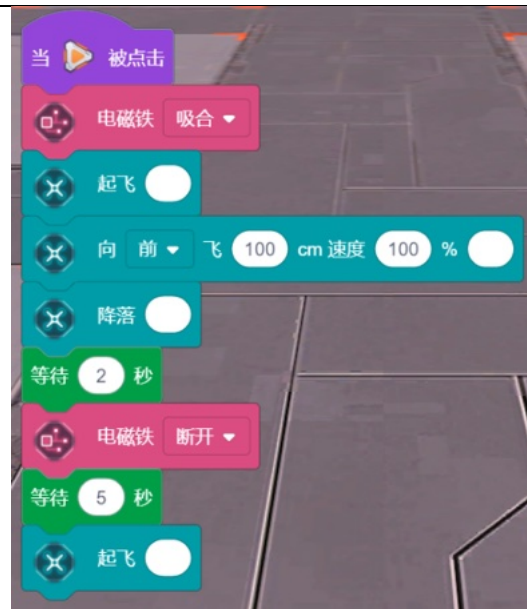 当 被点击
电磁铁 吸合
起飞
向 前 飞 100 cm 速度 100 %
降落
等待 2 秒
电磁铁 断开
等待 5 秒
起飞